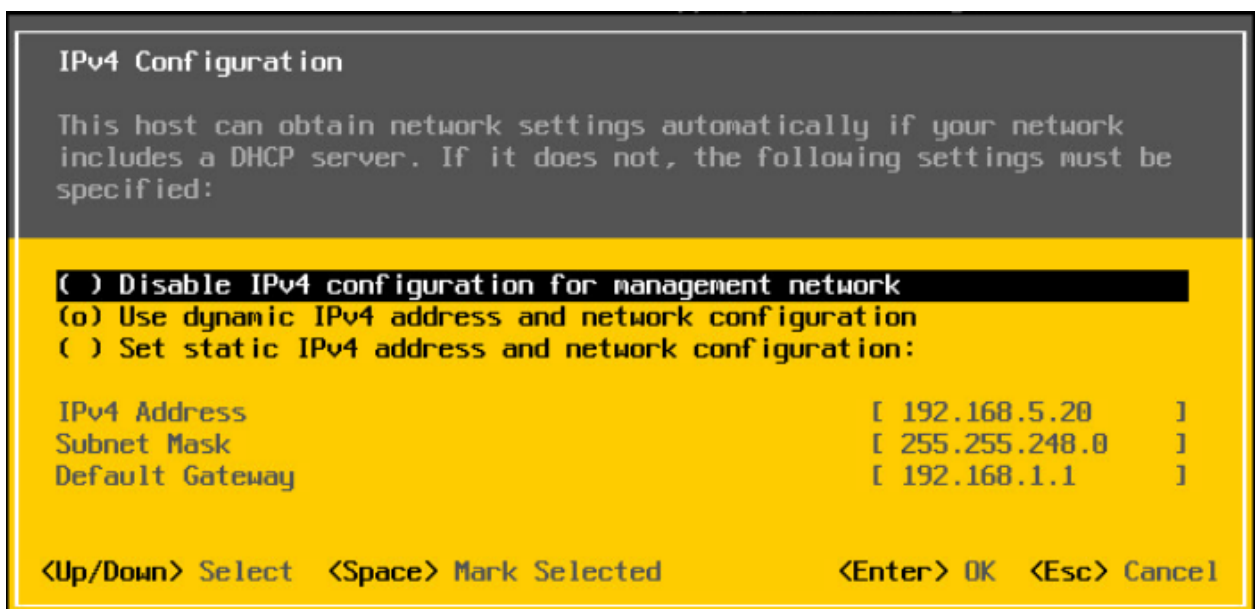 IPv4 Configuration
This host can obtain network settings automatically if your network
includes a DHCP server. If it does not, the following settings must be
specified:
( ) Disable IPv4 configuration for management network
(o) Use dynamic IPv4 address and network configuration
( ) Set static IPv4 address and network configuration:
IPv4 Address [ 192.168.5.20 ]
Subnet Mask [ 255.255.248.0 ]
Default Gateway [ 192.168.1.1 ]
<Up/Down> Select <Space> Mark Selected <Enter> OK <Esc> Cancel